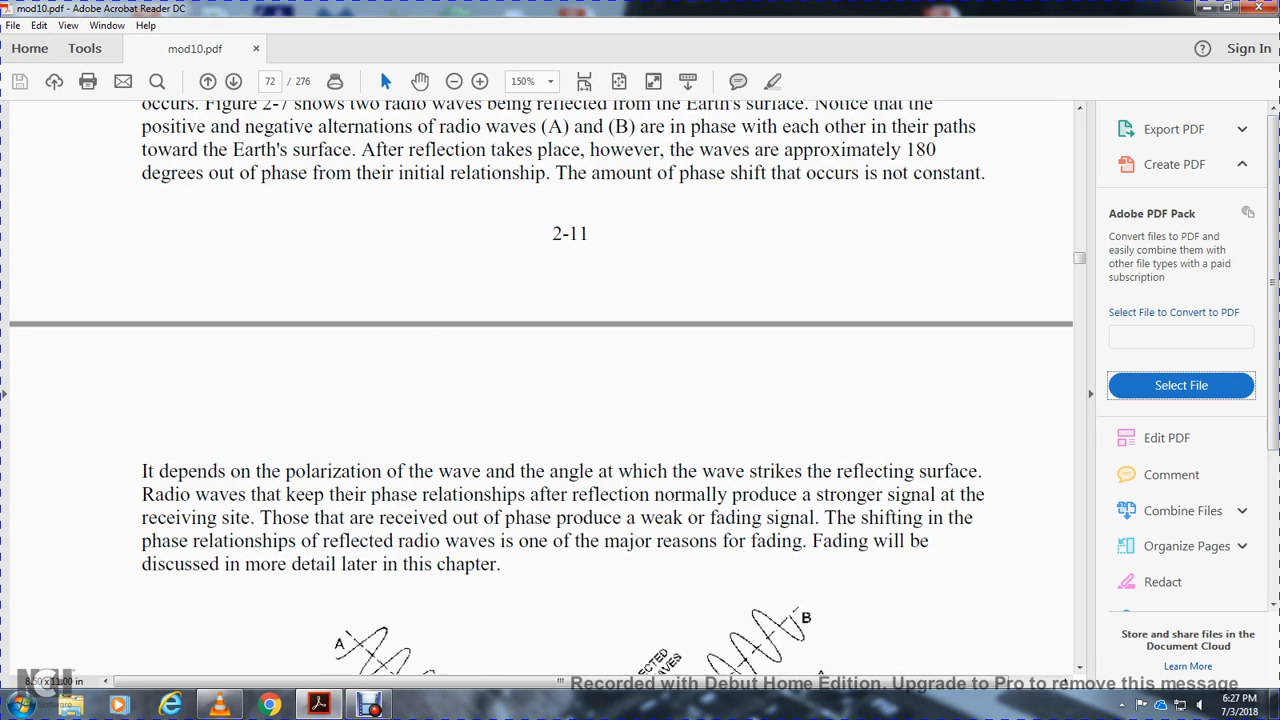 mod10.pdf - Adobe Acrobat Reader DC
File Edit View Window Help
Home Tools mod10.pdf × ? Sign In
72 / 276 150%
occurs. Figure 2-7 shows two radio waves being reflected from the Earth's surface. Notice that the
positive and negative alternations of radio waves (A) and (B) are in phase with each other in their paths
toward the Earth's surface. After reflection takes place, however, the waves are approximately 180
degrees out of phase from their initial relationship. The amount of phase shift that occurs is not constant.
2-11
It depends on the polarization of the wave and the angle at which the wave strikes the reflecting surface.
Radio waves that keep their phase relationships after reflection normally produce a stronger signal at the
receiving site. Those that are received out of phase produce a weak or fading signal. The shifting in the
phase relationships of reflected radio waves is one of the major reasons for fading. Fading will be
discussed in more detail later in this chapter.
A
B
WAVES
Export PDF
Create PDF
Adobe PDF Pack
Convert files to PDF and
easily combine them with
other file types with a paid
subscription
Select File to Convert to PDF
Select File
Edit PDF
Comment
Combine Files
Organize Pages
Redact
Store and share files in the
Document Cloud
Learn More
8.50 x 11.00 in
NCH
Software
Recorded with Debut Home Edition. Upgrade to Pro to remove this message
6:27 PM
7/3/2018